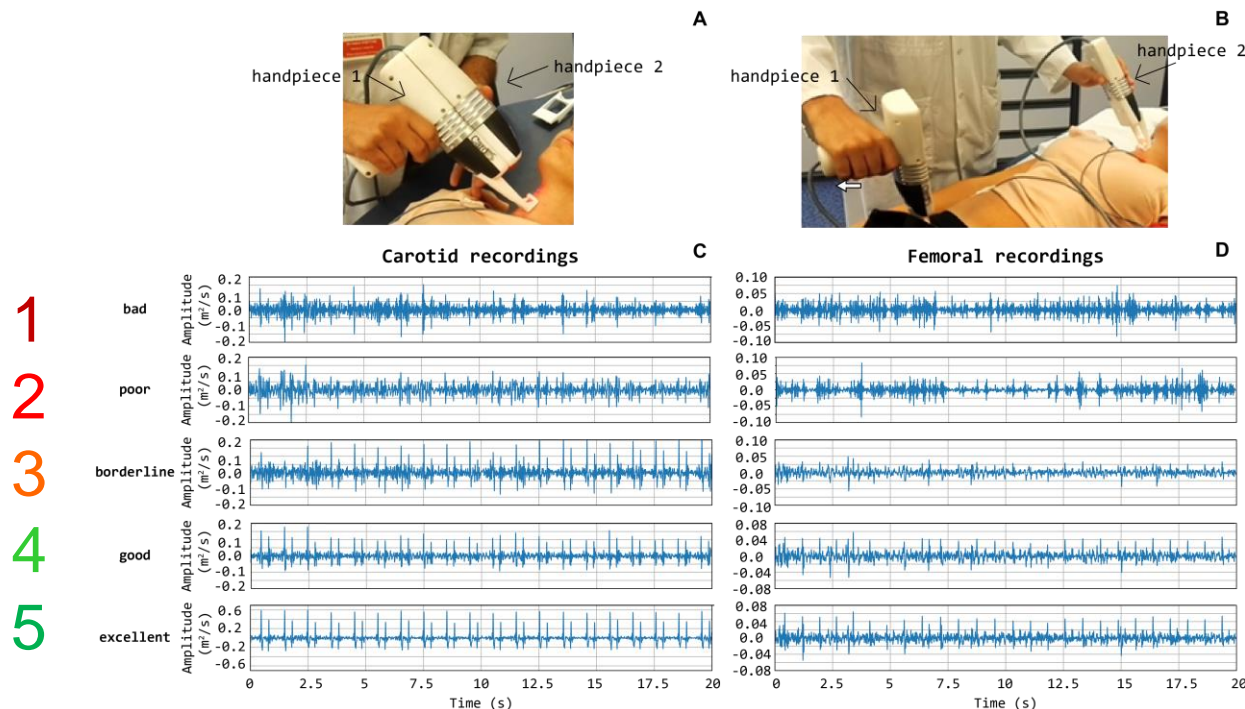 A
B
handpiece 1
handpiece 2
handpiece 1
handpiece 2
Carotid recordings
C
Femoral recordings
D
1
bad
Amplitude
(m²/s)
0.2
0.1
0.0
-0.1
-0.2
0.10
0.05
0.0
-0.05
-0.10
2
poor
Amplitude
(m²/s)
0.2
0.1
0.0
-0.1
-0.2
0.10
0.05
0.0
-0.05
-0.10
3
borderline
Amplitude
(m²/s)
0.2
0.1
0.0
-0.1
-0.2
0.10
0.05
0.0
-0.05
-0.10
4
good
Amplitude
(m²/s)
0.2
0.1
0.0
-0.1
-0.2
0.08
0.04
0.0
-0.04
-0.08
5
excellent
Amplitude
(m²/s)
0.6
0.2
-0.2
-0.6
0.08
0.04
0.0
-0.04
-0.08
0 2.5 5 7.5 10 12.5 15 17.5 20
Time (s)
0 2.5 5 7.5 10 12.5 15 17.5 20
Time (s)